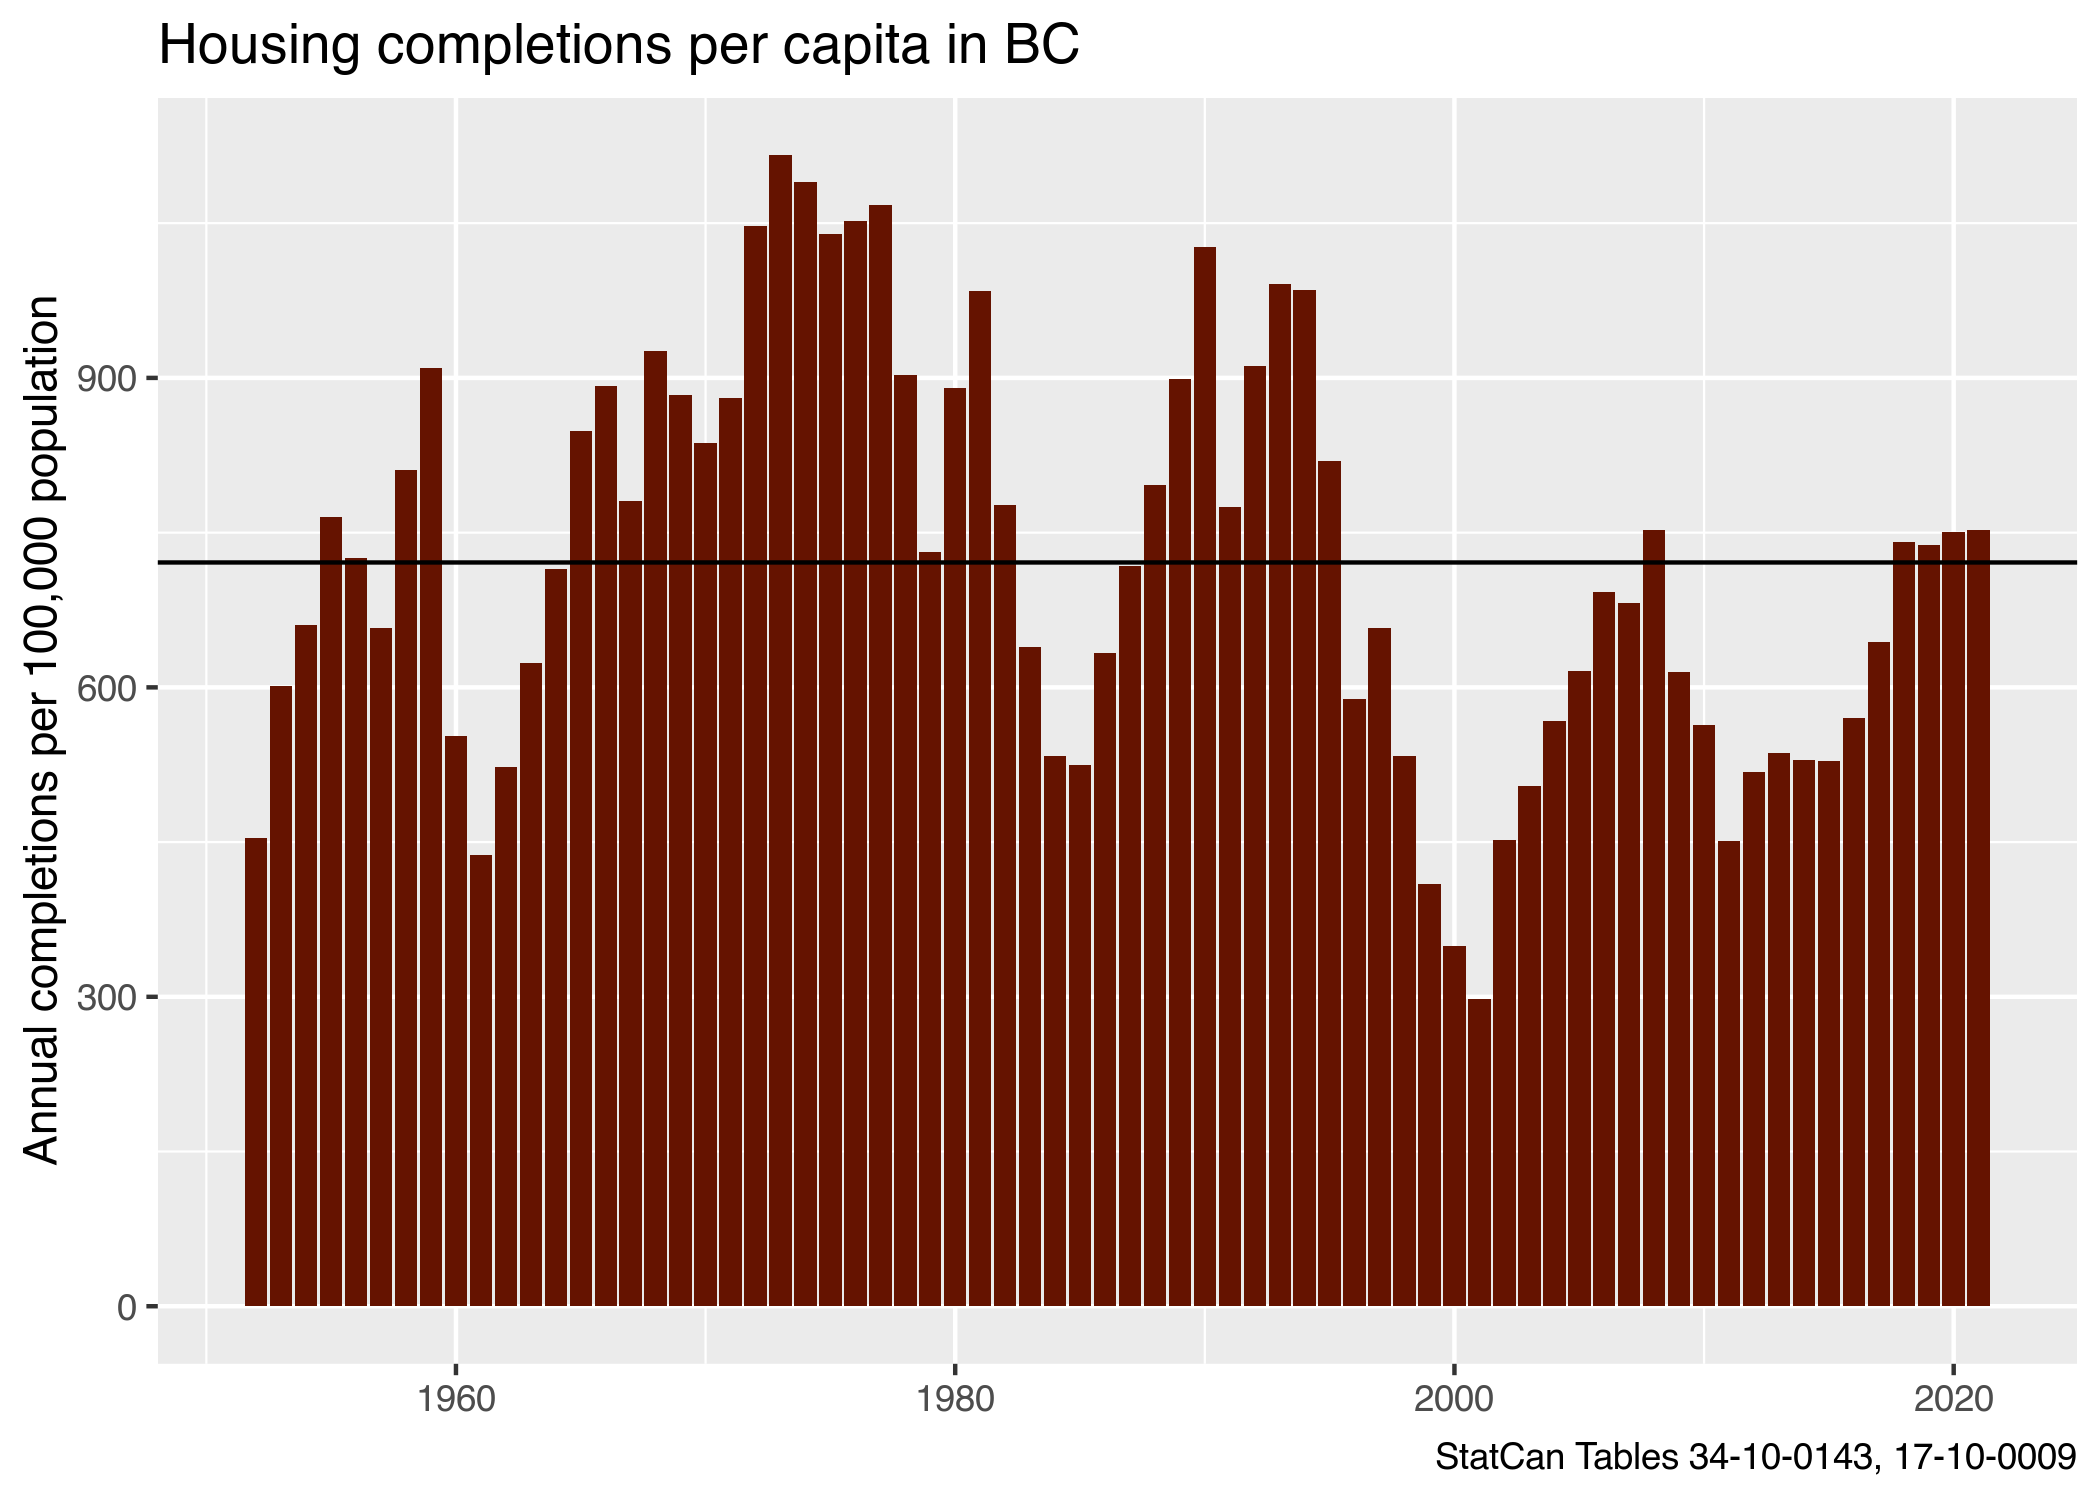 Housing completions per capita in BC
Annual completions per 100,000 population
900
600
300
0
1960
1980
2000
2020
StatCan Tables 34-10-0143, 17-10-0009